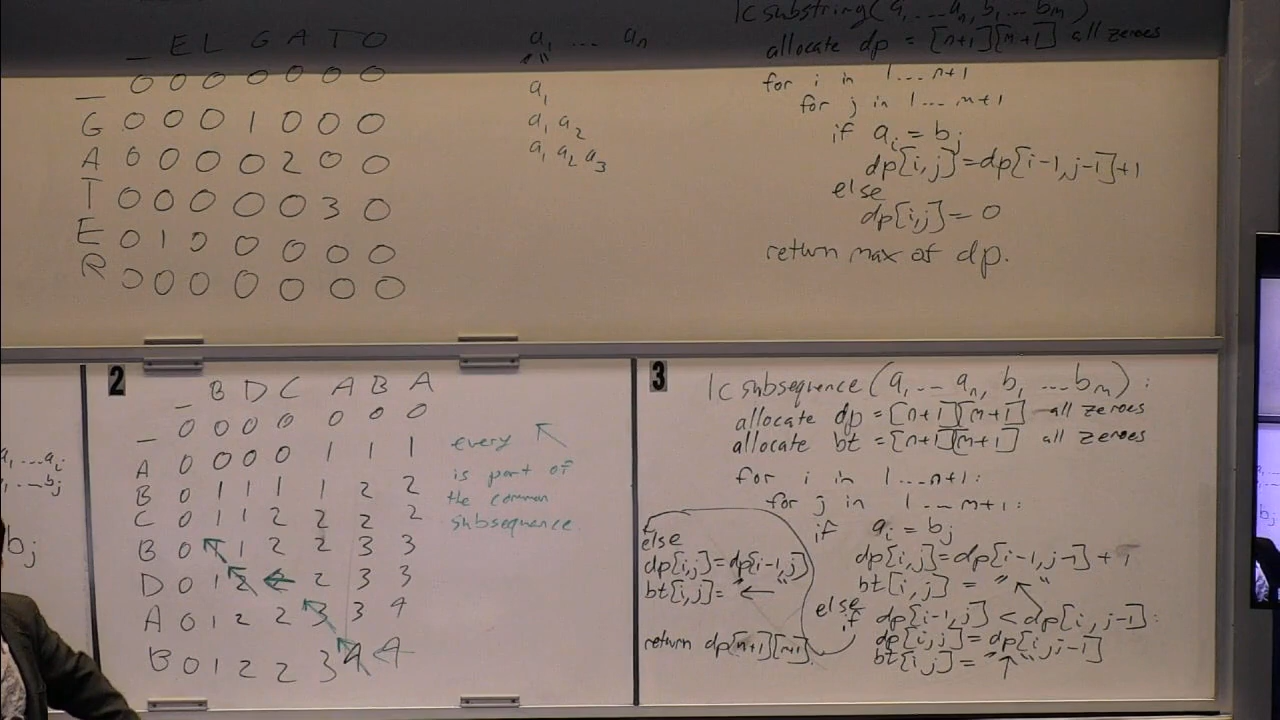 _ E L G A T O
_ 0 0 0 0 0 0 0
G 0 0 0 1 0 0 0
A 0 0 0 0 2 0 0
T 0 0 0 0 0 3 0
E 0 1 0 0 0 0 0
R 0 0 0 0 0 0 0
a₁ ... aₙ
" "
a₁
a₁ a₂
a₁ a₂ a₃
lcsubstring(a₁ ... aₙ, b₁ ... bₘ)
allocate dp = [n+1][m+1] all zeroes
for i in 1...n+1
for j in 1...m+1
if aᵢ = bⱼ
dp[i,j]=dp[i-1,j-1]+1
else
dp[i,j]=0
return max of dp.
a₁...aᵢ
...bⱼ
bⱼ
2
_ B D C A B A
_ 0 0 0 0 0 0 0
A 0 0 0 0 1 1 1
B 0 1 1 1 1 2 2
C 0 1 1 2 2 2 2
B 0 ↖ 1 2 2 3 3
D 0 1 2 ← 2 3 3
A 0 1 2 2 3 3 4
B 0 1 2 2 3 4 4
every ↖
is part of
the common
subsequence
3
lcsubsequence(a₁ ... aₙ, b₁ ... bₘ):
allocate dp = [n+1][m+1] all zeroes
allocate bt = [n+1][m+1] all zeroes
for i in 1...n+1:
for j in 1...m+1:
if aᵢ = bⱼ
dp[i,j]=dp[i-1,j-1]+1
bt[i,j] = "↖"
else if dp[i-1,j] < dp[i,j-1]:
dp[i,j]=dp[i,j-1]
bt[i,j] = "↑"
else
dp[i,j]=dp[i-1,j]
bt[i,j]= "←"
return dp[n+1][m+1]